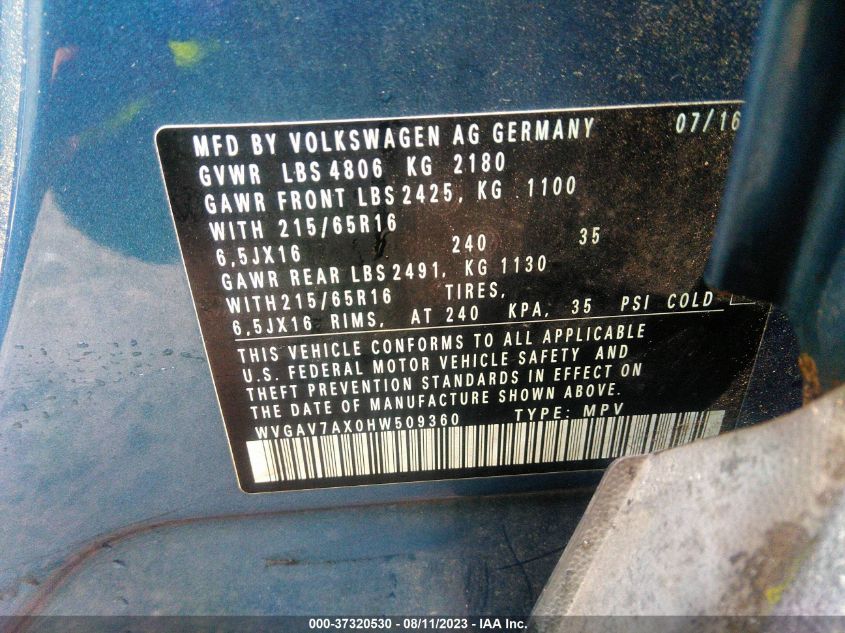 MFD BY VOLKSWAGEN AG GERMANY 07/16
GVWR LBS 4806 KG 2180
GAWR FRONT LBS 2425, KG 1100
WITH 215/65R16
6,5JX16 240 35
GAWR REAR LBS 2491, KG 1130
WITH 215/65R16 TIRES,
6,5JX16 RIMS, AT 240 KPA, 35 PSI COLD
THIS VEHICLE CONFORMS TO ALL APPLICABLE
U.S. FEDERAL MOTOR VEHICLE SAFETY AND
THEFT PREVENTION STANDARDS IN EFFECT ON
THE DATE OF MANUFACTURE SHOWN ABOVE.
WVGAV7AX0HW509360 TYPE: MPV
000-37320530 - 08/11/2023 - IAA Inc.